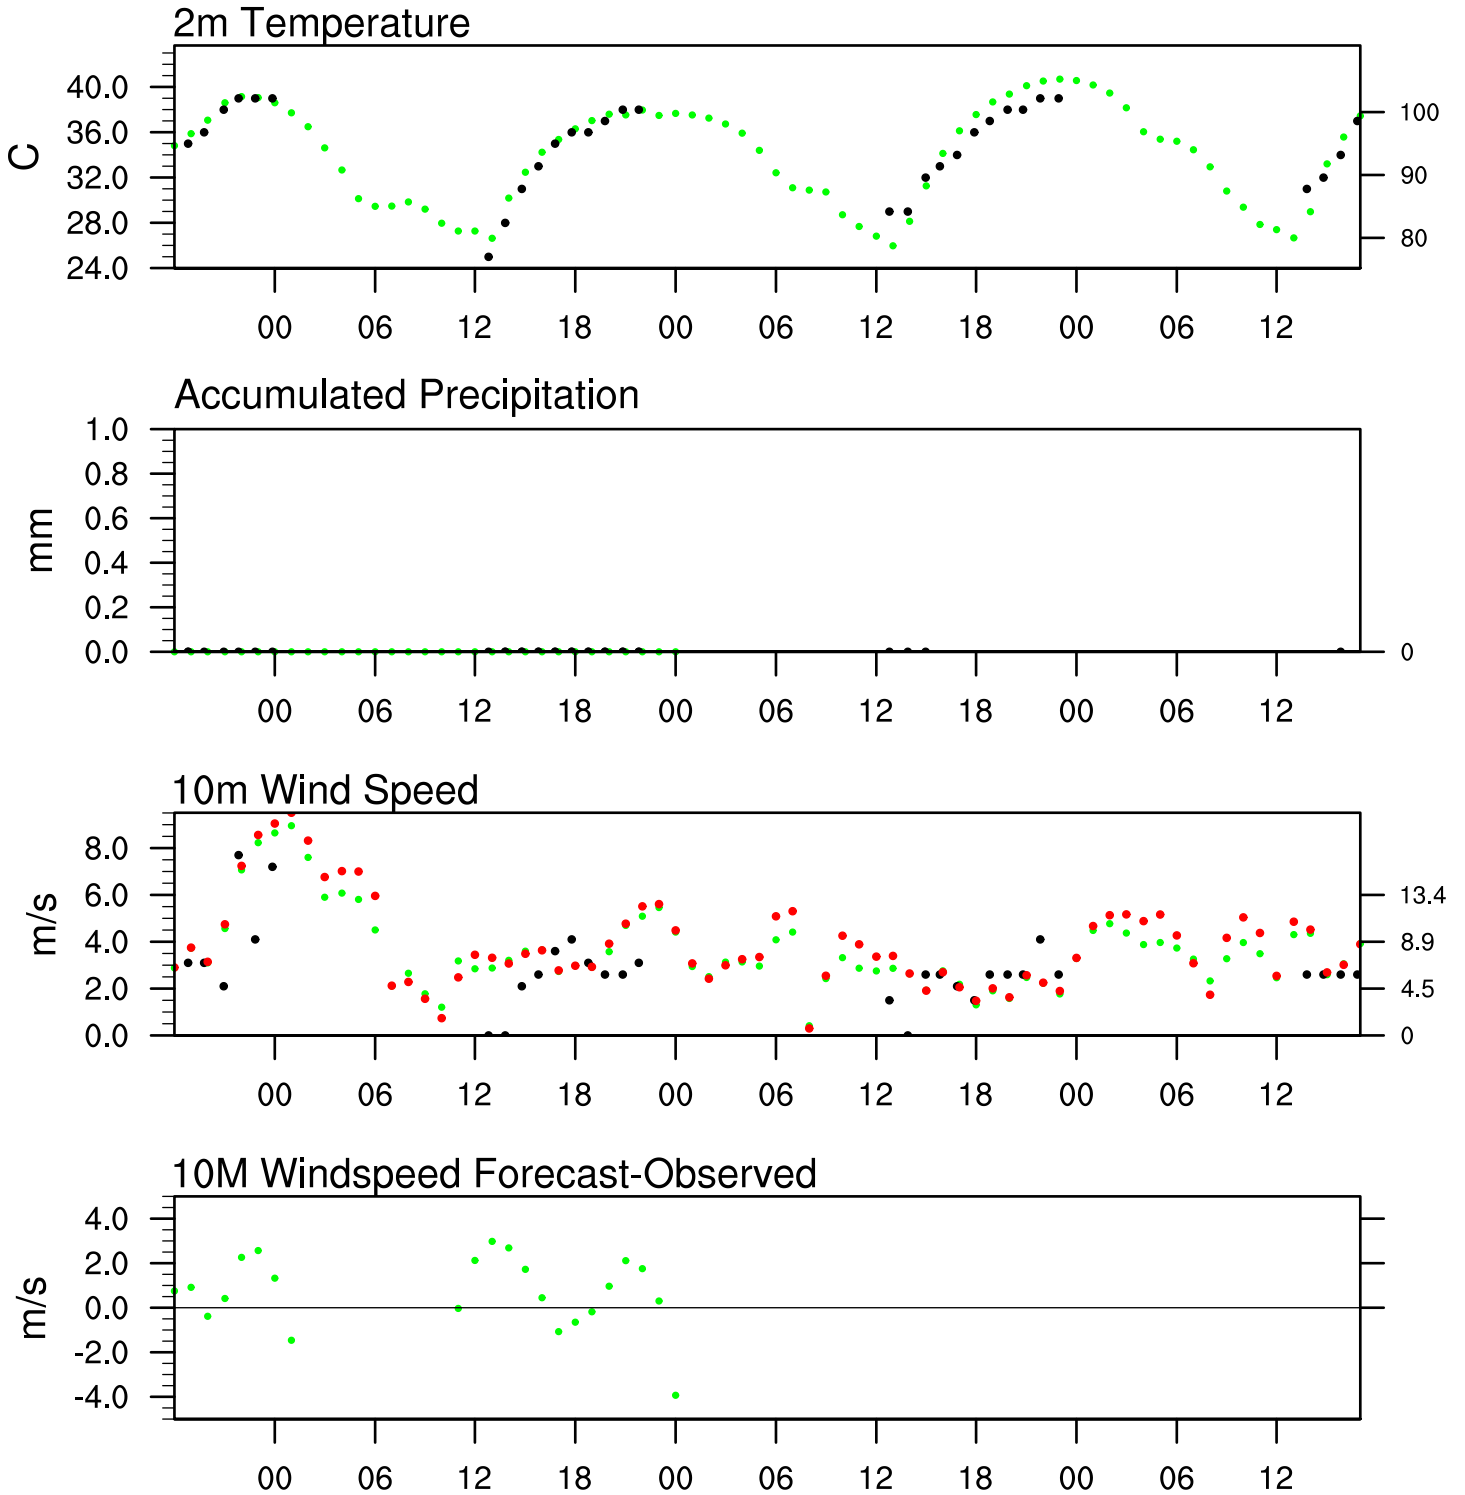 2m Temperature
40.0
36.0
32.0
28.0
24.0
C
100
90
80
00 06 12 18 00 06 12 18 00 06 12
Accumulated Precipitation
1.0
0.8
0.6
0.4
0.2
0.0
mm
0
00 06 12 18 00 06 12 18 00 06 12
10m Wind Speed
8.0
6.0
4.0
2.0
0.0
m/s
13.4
8.9
4.5
0
00 06 12 18 00 06 12 18 00 06 12
10M Windspeed Forecast-Observed
4.0
2.0
0.0
-2.0
-4.0
m/s
00 06 12 18 00 06 12 18 00 06 12